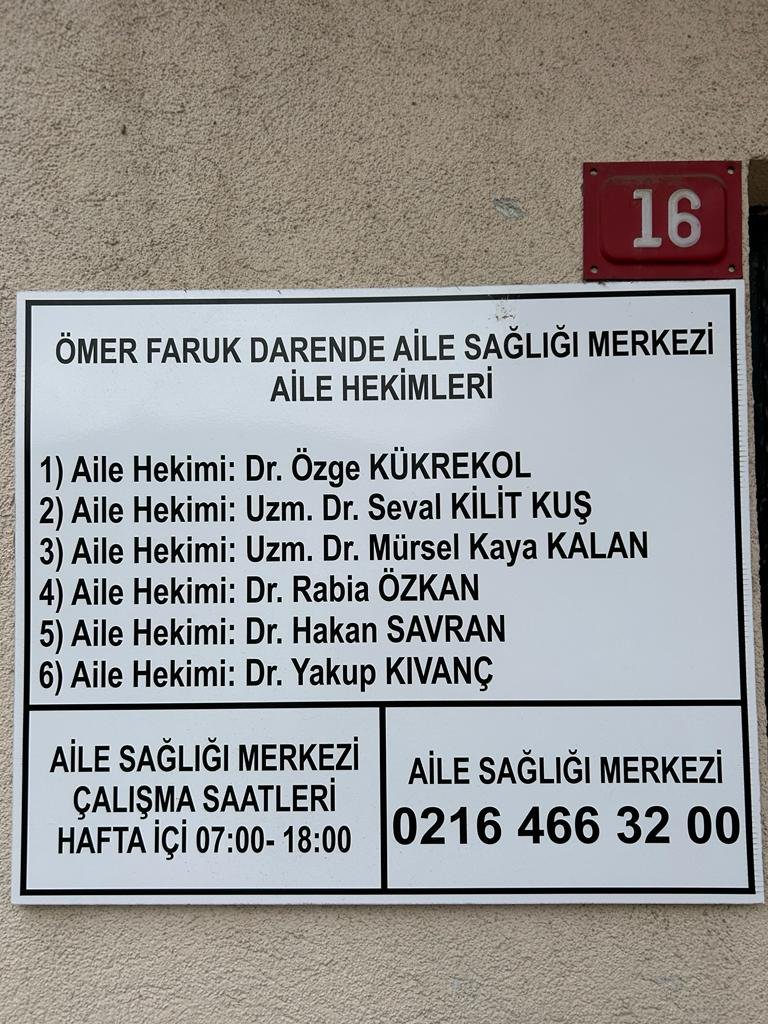 16
ÖMER FARUK DARENDE AİLE SAĞLIĞI MERKEZİ
AİLE HEKİMLERİ
1) Aile Hekimi: Dr. Özge KÜKREKOL
2) Aile Hekimi: Uzm. Dr. Seval KİLİT KUŞ
3) Aile Hekimi: Uzm. Dr. Mürsel Kaya KALAN
4) Aile Hekimi: Dr. Rabia ÖZKAN
5) Aile Hekimi: Dr. Hakan SAVRAN
6) Aile Hekimi: Dr. Yakup KIVANÇ
AİLE SAĞLIĞI MERKEZİ
ÇALIŞMA SAATLERİ
HAFTA İÇİ 07:00- 18:00
AİLE SAĞLIĞI MERKEZİ
0216 466 32 00